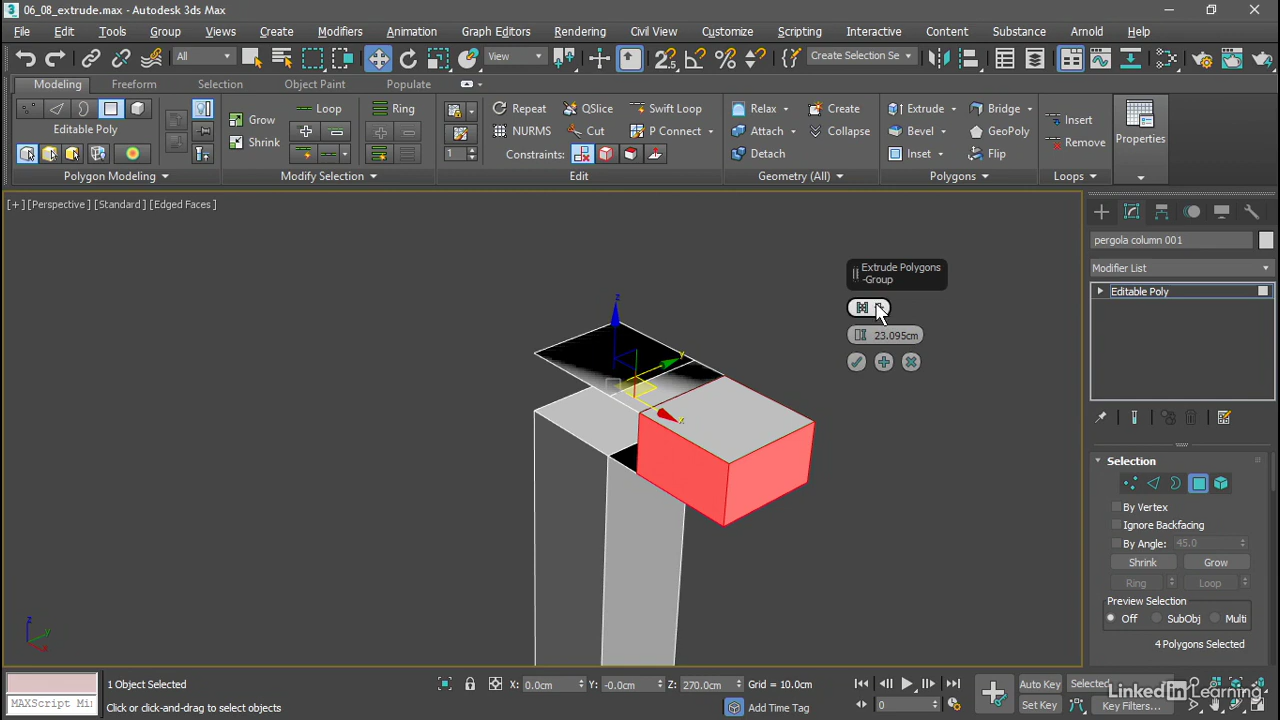 06_08_extrude.max - Autodesk 3ds Max
File Edit Tools Group Views Create Modifiers Animation Graph Editors Rendering Civil View Customize Scripting Interactive Content Substance Arnold Help
All View Create Selection Se
Modeling Freeform Selection Object Paint Populate
Loop Ring Repeat QSlice Swift Loop Relax Create Extrude Bridge Insert
Editable Poly Grow NURMS Cut P Connect Attach Collapse Bevel GeoPoly Remove Properties
Shrink 1 Constraints: Detach Inset Flip
Polygon Modeling Modify Selection Edit Geometry (All) Polygons Loops
[+] [Perspective] [Standard] [Edged Faces]
pergola column 001
Modifier List
Editable Poly
Extrude Polygons
-Group
23.095cm
z
y
x
Selection
By Vertex
Ignore Backfacing
By Angle: 45.0
Shrink Grow
Ring Loop
Preview Selection
Off SubObj Multi
4 Polygons Selected
z
y
x
1 Object Selected X: 0.0cm Y: -0.0cm Z: 270.0cm Grid = 10.0cm Auto Key Selected
MAXScript Mi Click or click-and-drag to select objects Add Time Tag 0 Set Key Key Filters...
LinkedIn Learning